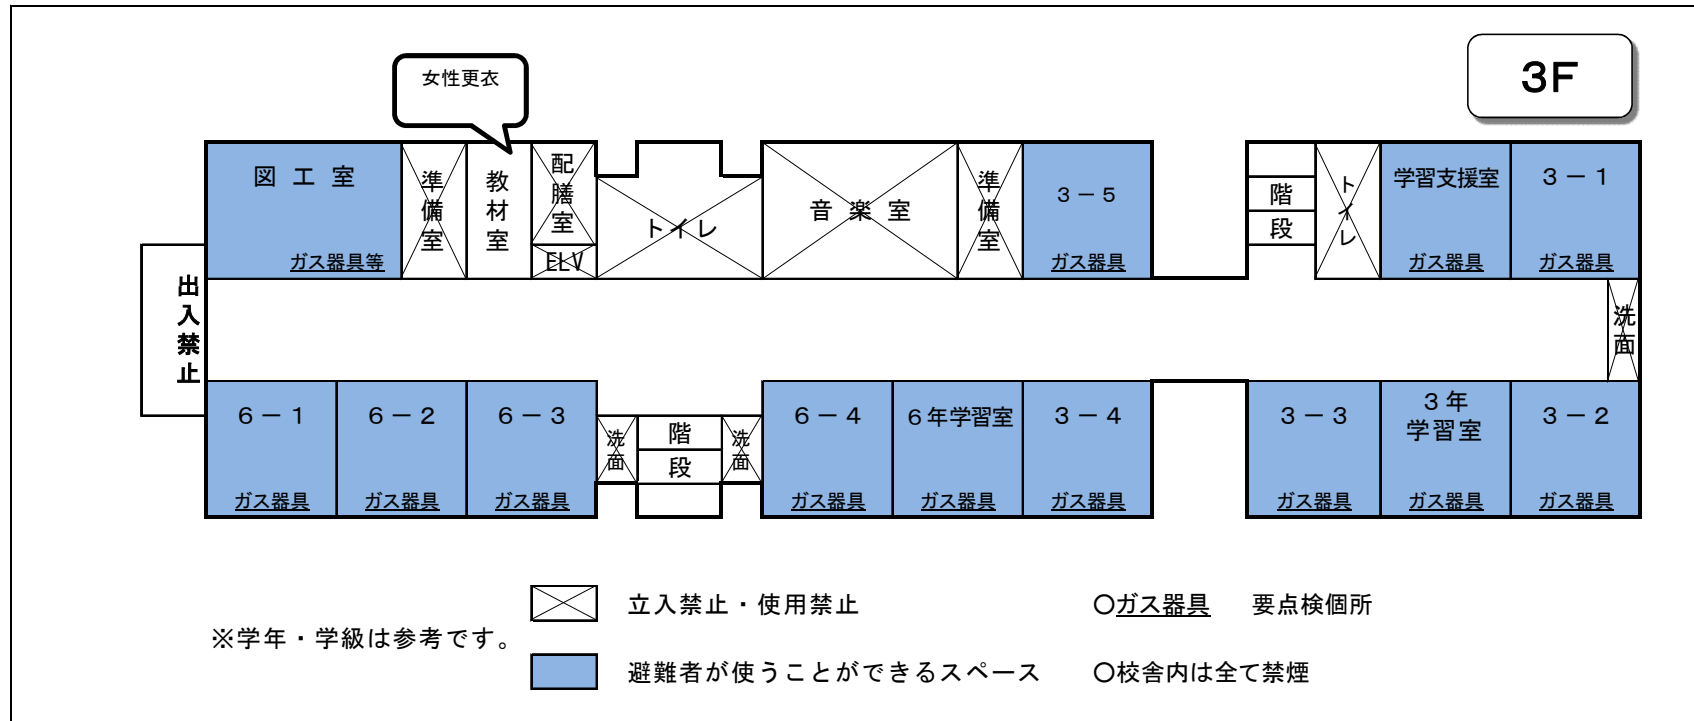 女性更衣
3F
図工室
ガス器具等
準備室
教材室
配膳室
ELV
トイレ
音楽室
準備室
3－5
ガス器具
階
段
トイレ
学習支援室
ガス器具
3－1
ガス器具
出入禁止
洗面
6－1
ガス器具
6－2
ガス器具
6－3
ガス器具
洗面
階
段
洗面
6－4
ガス器具
6年学習室
ガス器具
3－4
ガス器具
3－3
ガス器具
3年
学習室
ガス器具
3－2
ガス器具
立入禁止・使用禁止
○ガス器具　要点検個所
※学年・学級は参考です。
避難者が使うことができるスペース
○校舎内は全て禁煙